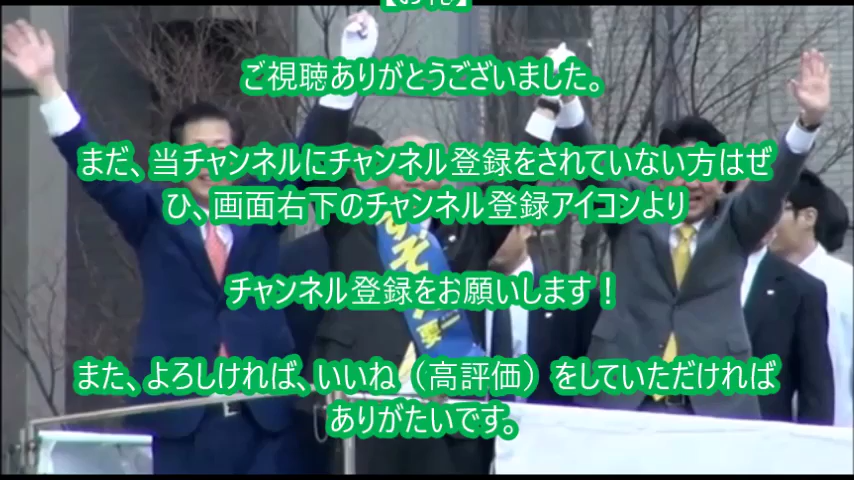 【お礼】
ご視聴ありがとうございました。
まだ、当チャンネルにチャンネル登録をされていない方はぜ
ひ、画面右下のチャンネル登録アイコンより
チャンネル登録をお願いします！
また、よろしければ、いいね（高評価）をしていただければ
ありがたいです。